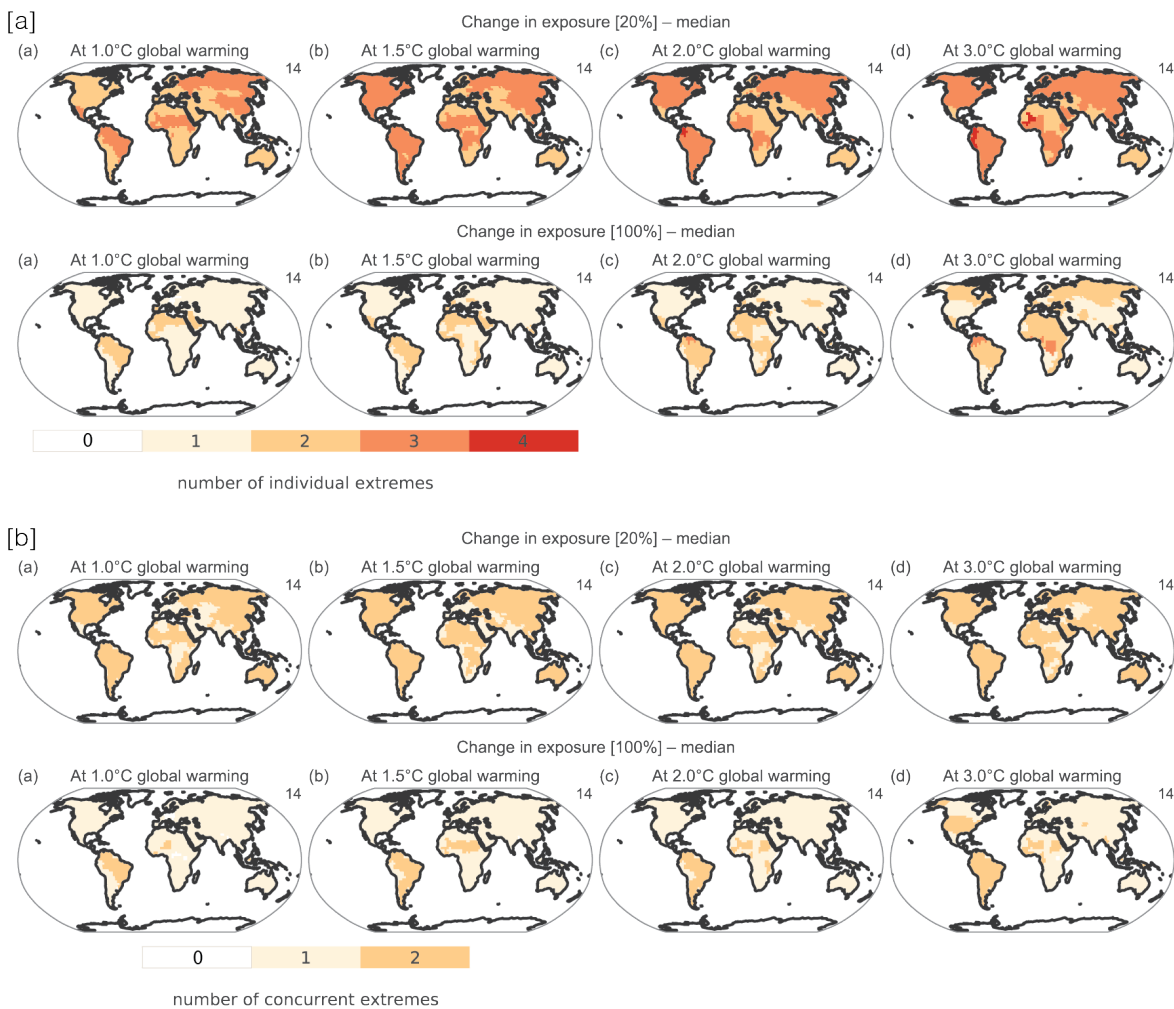 [a]
Change in exposure [20%] – median
(a) At 1.0°C global warming (b) At 1.5°C global warming (c) At 2.0°C global warming (d) At 3.0°C global warming
14 14 14 14
Change in exposure [100%] – median
(a) At 1.0°C global warming (b) At 1.5°C global warming (c) At 2.0°C global warming (d) At 3.0°C global warming
14 14 14 14
0 1 2 3 4
number of individual extremes
[b]
Change in exposure [20%] – median
(a) At 1.0°C global warming (b) At 1.5°C global warming (c) At 2.0°C global warming (d) At 3.0°C global warming
14 14 14 14
Change in exposure [100%] – median
(a) At 1.0°C global warming (b) At 1.5°C global warming (c) At 2.0°C global warming (d) At 3.0°C global warming
14 14 14 14
0 1 2
number of concurrent extremes